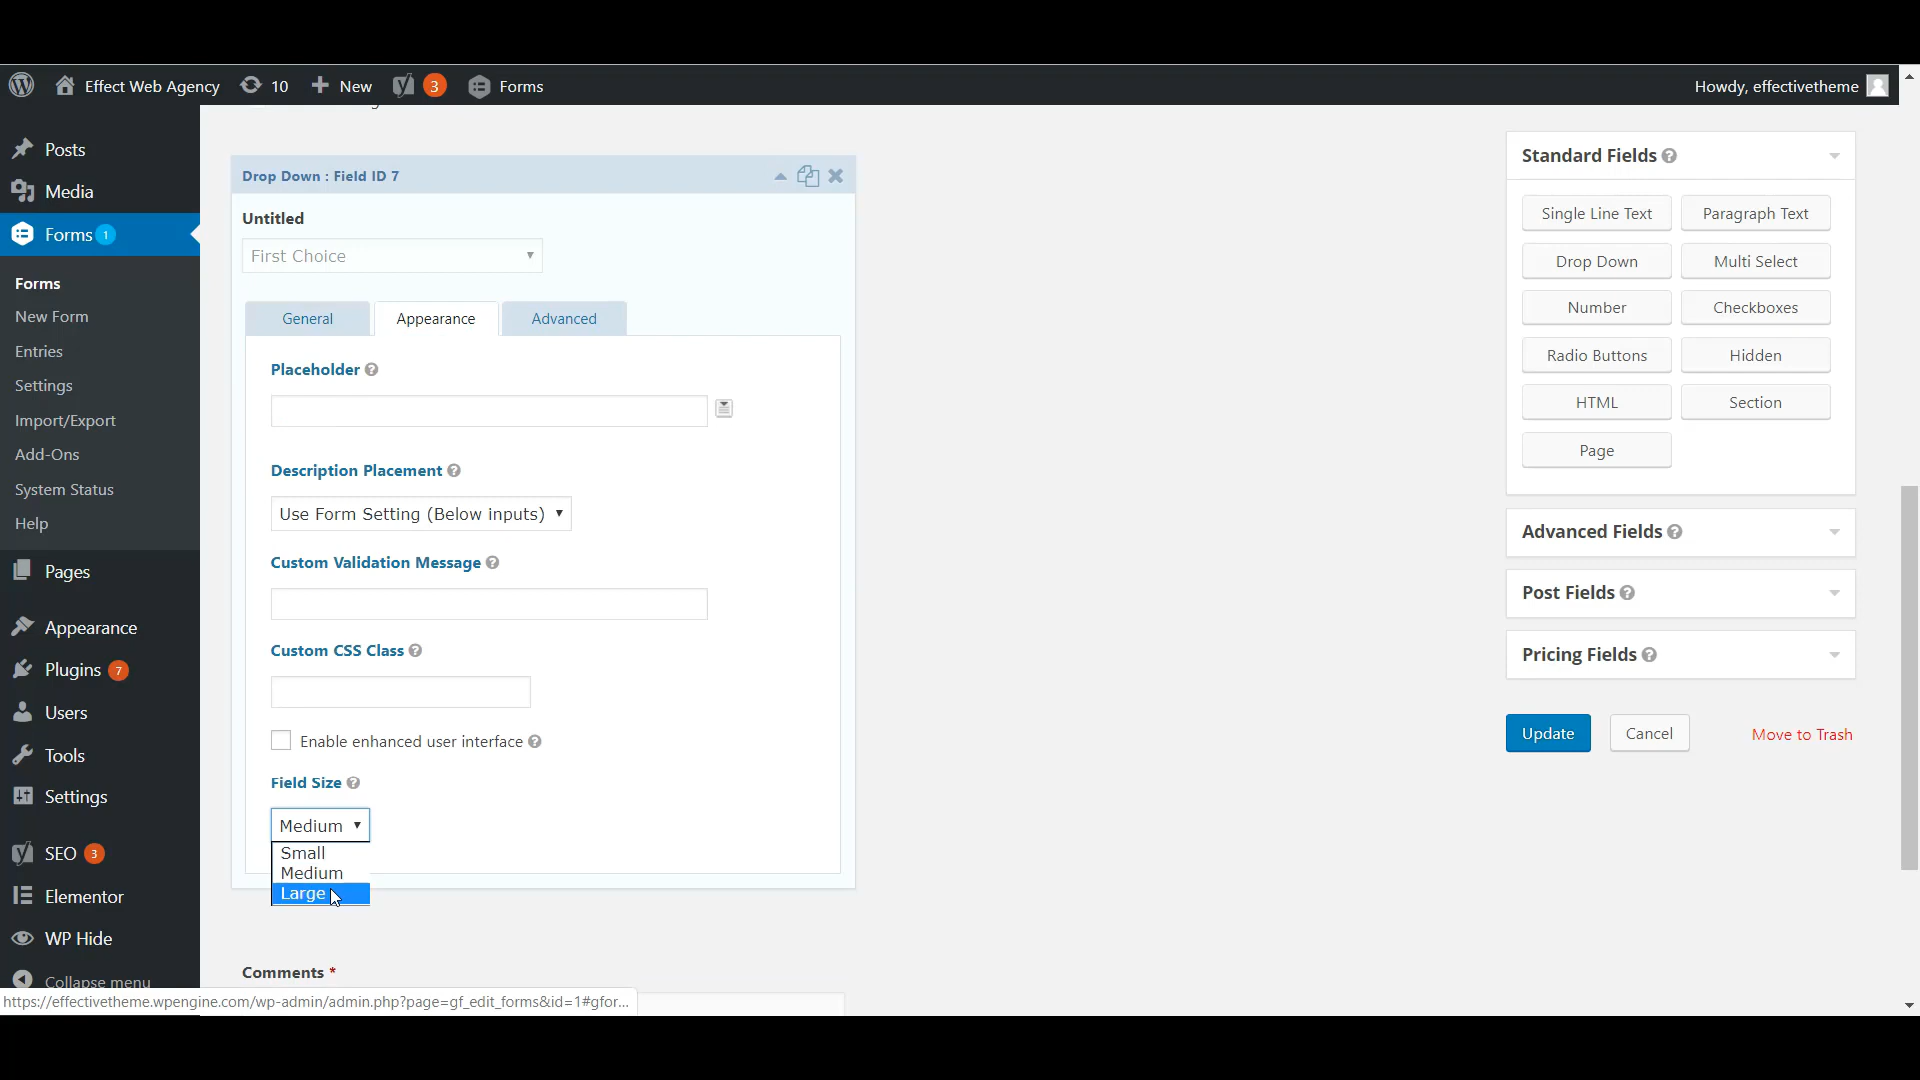 Effect Web Agency 10 New 3 Forms
Howdy, effectivetheme
Posts
Media
Forms 1
Forms
New Form
Entries
Settings
Import/Export
Add-Ons
System Status
Help
Pages
Appearance
Plugins 7
Users
Tools
Settings
SEO 3
Elementor
WP Hide
Collapse menu
Drop Down : Field ID 7
Untitled
First Choice
General Appearance Advanced
Placeholder
Description Placement
Use Form Setting (Below inputs)
Custom Validation Message
Custom CSS Class
Enable enhanced user interface
Field Size
Medium
Small
Medium
Large
Comments *
https://effectivetheme.wpengine.com/wp-admin/admin.php?page=gf_edit_forms&id=1#gfor...
Standard Fields
Single Line Text Paragraph Text
Drop Down Multi Select
Number Checkboxes
Radio Buttons Hidden
HTML Section
Page
Advanced Fields
Post Fields
Pricing Fields
Update Cancel Move to Trash